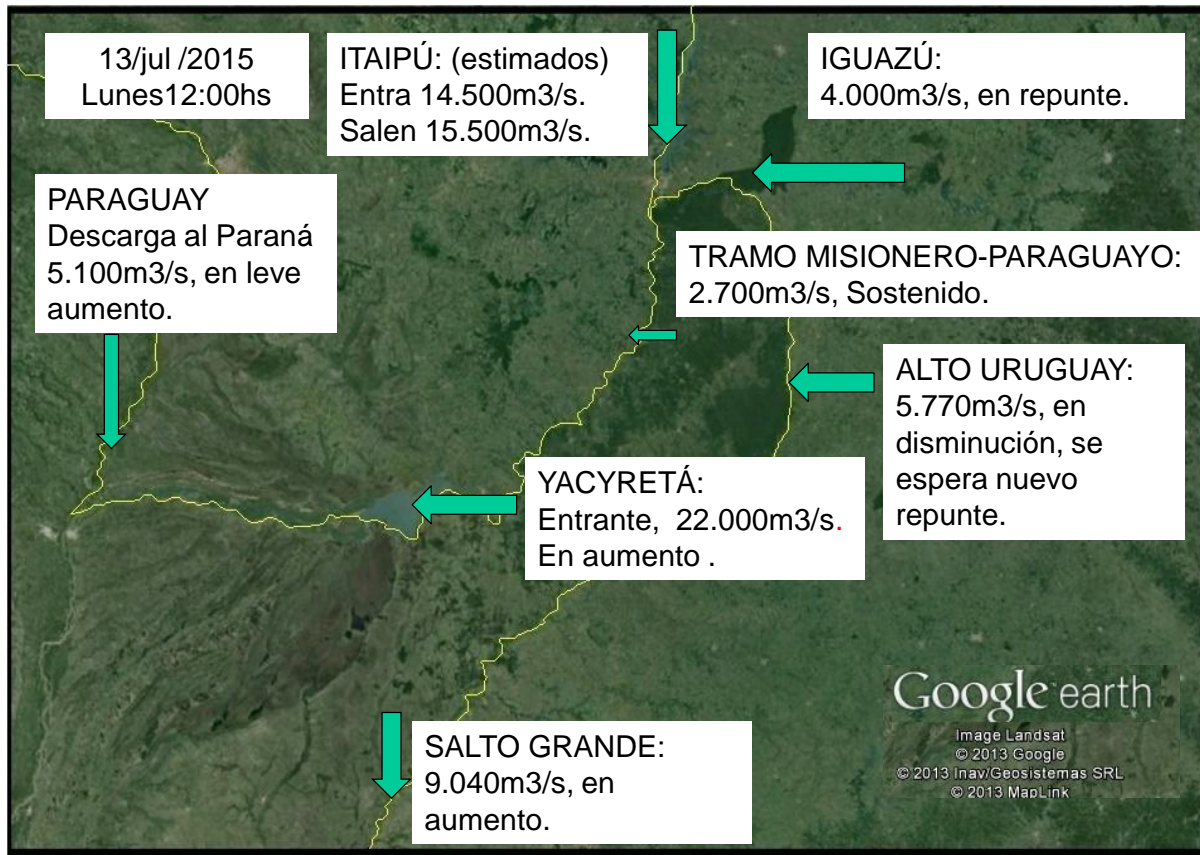 13/jul /2015
Lunes12:00hs
ITAIPÚ: (estimados)
Entra 14.500m3/s.
Salen 15.500m3/s.
IGUAZÚ:
4.000m3/s, en repunte.
PARAGUAY
Descarga al Paraná
5.100m3/s, en leve
aumento.
TRAMO MISIONERO-PARAGUAYO:
2.700m3/s, Sostenido.
ALTO URUGUAY:
5.770m3/s, en
disminución, se
espera nuevo
repunte.
YACYRETÁ:
Entrante,  22.000m3/s.
En aumento .
SALTO GRANDE:
9.040m3/s, en
aumento.
Google earth
Image Landsat
© 2013 Google
© 2013 Inav/Geosistemas SRL
© 2013 MapLink